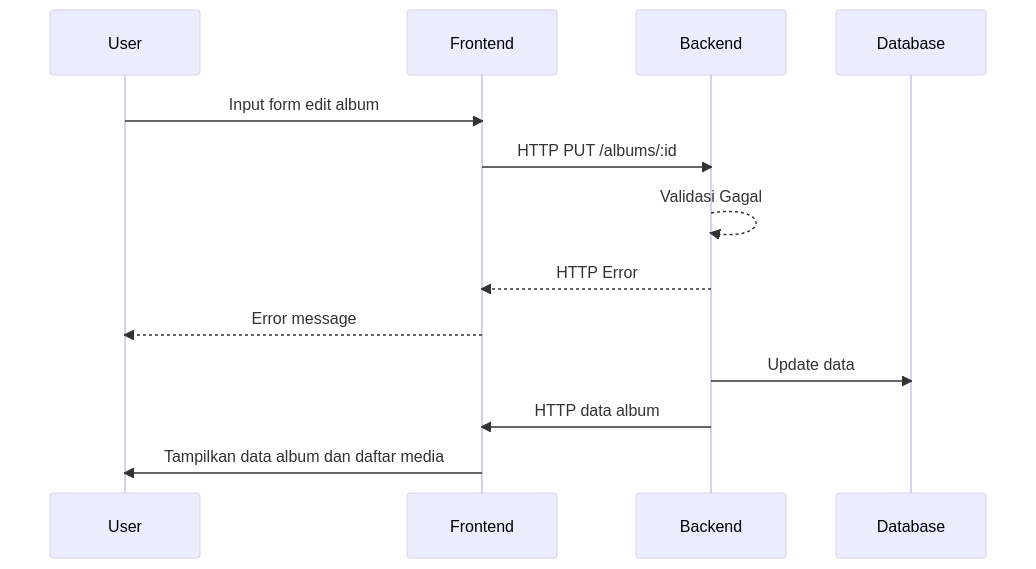 User
Frontend
Backend
Database
Input form edit album
HTTP PUT /albums/:id
Validasi Gagal
HTTP Error
Error message
Update data
HTTP data album
Tampilkan data album dan daftar media
User
Frontend
Backend
Database